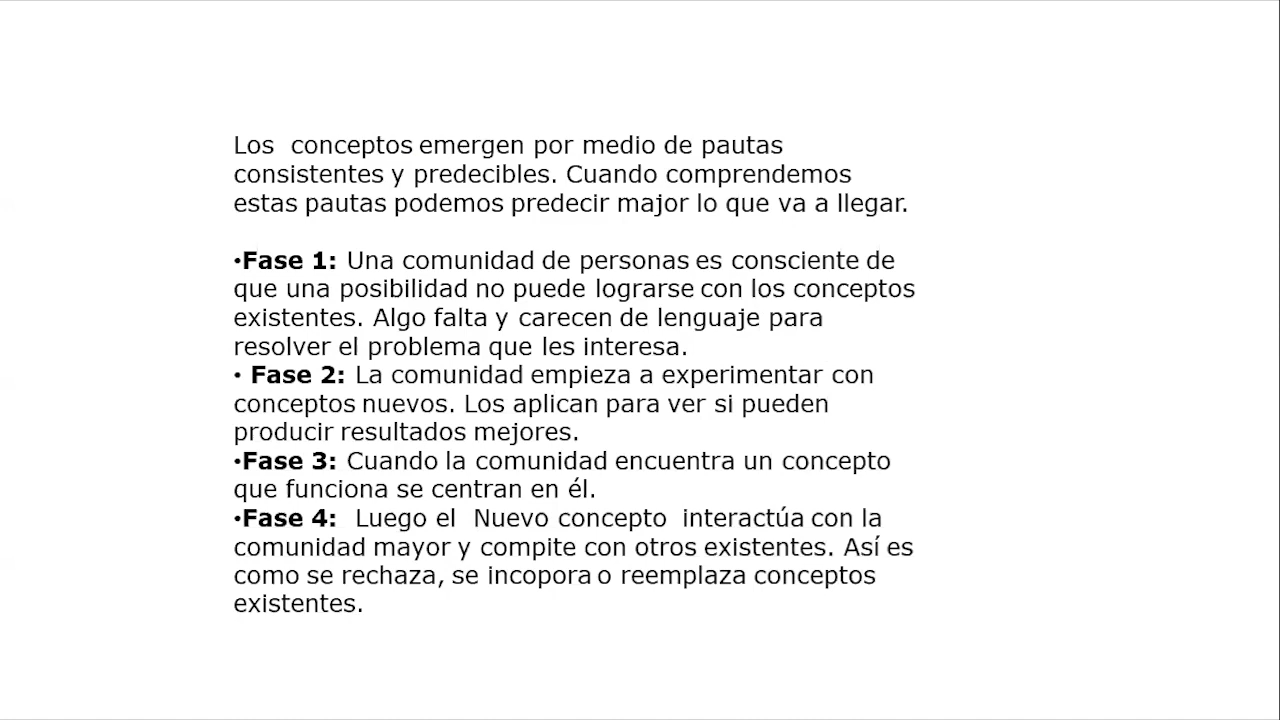 Los conceptos emergen por medio de pautas
consistentes y predecibles. Cuando comprendemos
estas pautas podemos predecir major lo que va a llegar.
•Fase 1: Una comunidad de personas es consciente de
que una posibilidad no puede lograrse con los conceptos
existentes. Algo falta y carecen de lenguaje para
resolver el problema que les interesa.
• Fase 2: La comunidad empieza a experimentar con
conceptos nuevos. Los aplican para ver si pueden
producir resultados mejores.
•Fase 3: Cuando la comunidad encuentra un concepto
que funciona se centran en él.
•Fase 4: Luego el Nuevo concepto interactúa con la
comunidad mayor y compite con otros existentes. Así es
como se rechaza, se incopora o reemplaza conceptos
existentes.